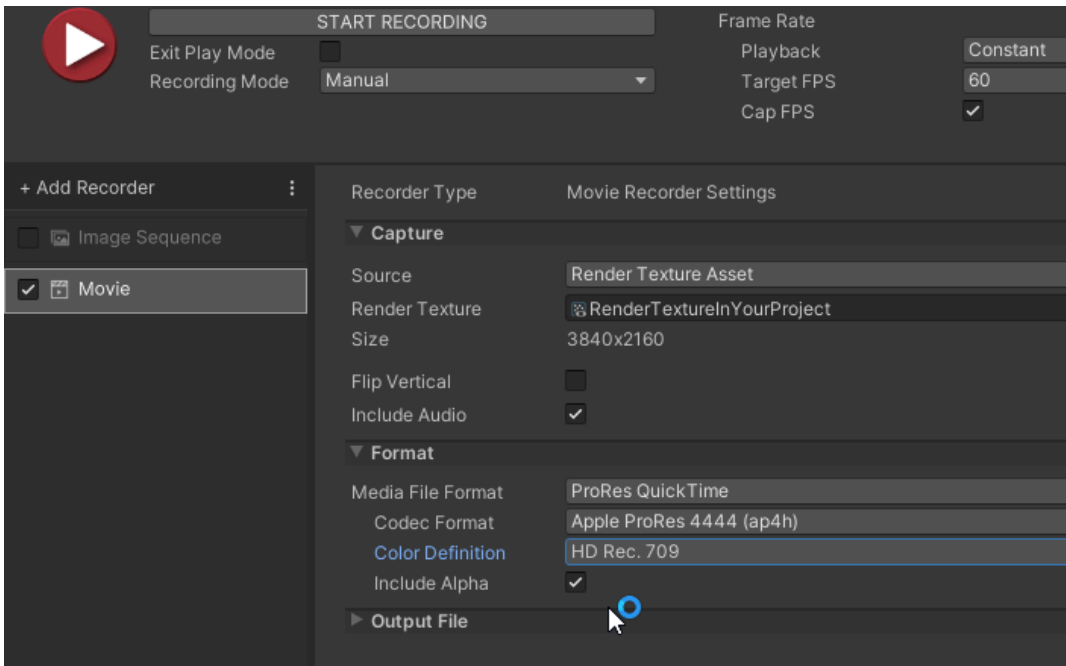 START RECORDING
Exit Play Mode
Recording Mode Manual
Frame Rate
Playback Constant
Target FPS 60
Cap FPS
+ Add Recorder
Image Sequence
Movie
Recorder Type Movie Recorder Settings
Capture
Source Render Texture Asset
Render Texture RenderTextureInYourProject
Size 3840x2160
Flip Vertical
Include Audio
Format
Media File Format ProRes QuickTime
Codec Format Apple ProRes 4444 (ap4h)
Color Definition HD Rec. 709
Include Alpha
Output File